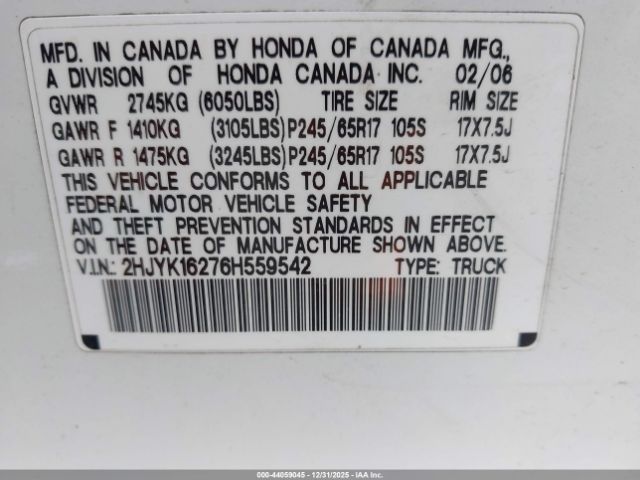 MFD. IN CANADA BY HONDA OF CANADA MFG.,
A DIVISION OF HONDA CANADA INC. 02/06
GVWR 2745KG (6050LBS) TIRE SIZE RIM SIZE
GAWR F 1410KG (3105LBS)P245/65R17 105S 17X7.5J
GAWR R 1475KG (3245LBS)P245/65R17 105S 17X7.5J
THIS VEHICLE CONFORMS TO ALL APPLICABLE
FEDERAL MOTOR VEHICLE SAFETY
AND THEFT PREVENTION STANDARDS IN EFFECT
ON THE DATE OF MANUFACTURE SHOWN ABOVE.
V.I.N.: 2HJYK16276H559542 TYPE: TRUCK
000-44059045 - 12/31/2025 - IAA Inc.